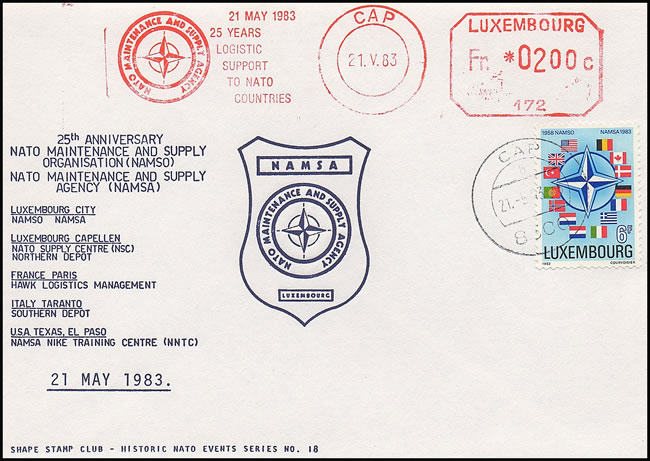 21 MAY 1983
25 YEARS
LOGISTIC
SUPPORT
TO NATO
COUNTRIES
NATO MAINTENANCE AND SUPPLY AGENCY
CAP
21.V.83
LUXEMBOURG
Fr *0200 c
172
25th ANNIVERSARY
NATO MAINTENANCE AND SUPPLY
ORGANISATION (NAMSO)
NATO MAINTENANCE AND SUPPLY
AGENCY (NAMSA)
LUXEMBOURG CITY
NAMSO NAMSA
LUXEMBOURG CAPELLEN
NATO SUPPLY CENTRE (NSC)
NORTHERN DEPOT
FRANCE PARIS
HAWK LOGISTICS MANAGEMENT
ITALY TARANTO
SOUTHERN DEPOT
USA TEXAS, EL PASO
NAMSA NIKE TRAINING CENTRE (NNTC)
21 MAY 1983.
NAMSA
NATO MAINTENANCE AND SUPPLY AGENCY
LUXEMBOURG
CAP
1958 NAMSO NAMSA 1983
6F
LUXEMBOURG
1983 COURVOISIER
SHAPE STAMP CLUB - HISTORIC NATO EVENTS SERIES NO. 18